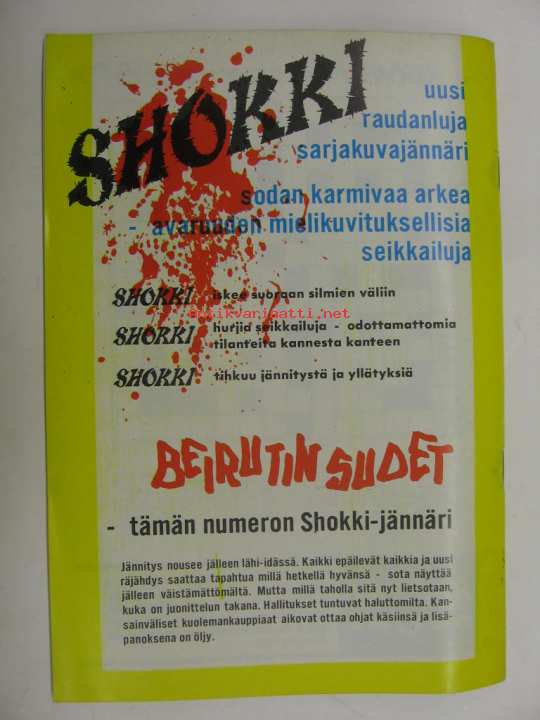 SHOKKI
uusi
raudanluja
sarjakuvajännäri
sodan karmivaa arkea
- avaruuden mielikuvituksellisia
seikkailuja
SHOKKI iskee suoraan silmien väliin
antikvariaatti.net
SHOKKI hurjia seikkailuja - odottamattomia
tilanteita kannesta kanteen
SHOKKI tihkuu jännitystä ja yllätyksiä
BEIRUTIN SUDET
- tämän numeron Shokki-jännäri
Jännitys nousee jälleen lähi-idässä. Kaikki epäilevät kaikkia ja uusi
räjähdys saattaa tapahtua millä hetkellä hyvänsä - sota näyttää
jälleen väistämättömältä. Mutta millä taholla sitä nyt lietsotaan,
kuka on juonittelun takana. Hallitukset tuntuvat haluttomilta. Kan-
sainväliset kuolemankauppiaat aikovat ottaa ohjat käsiinsä ja lisä-
panoksena on öljy.